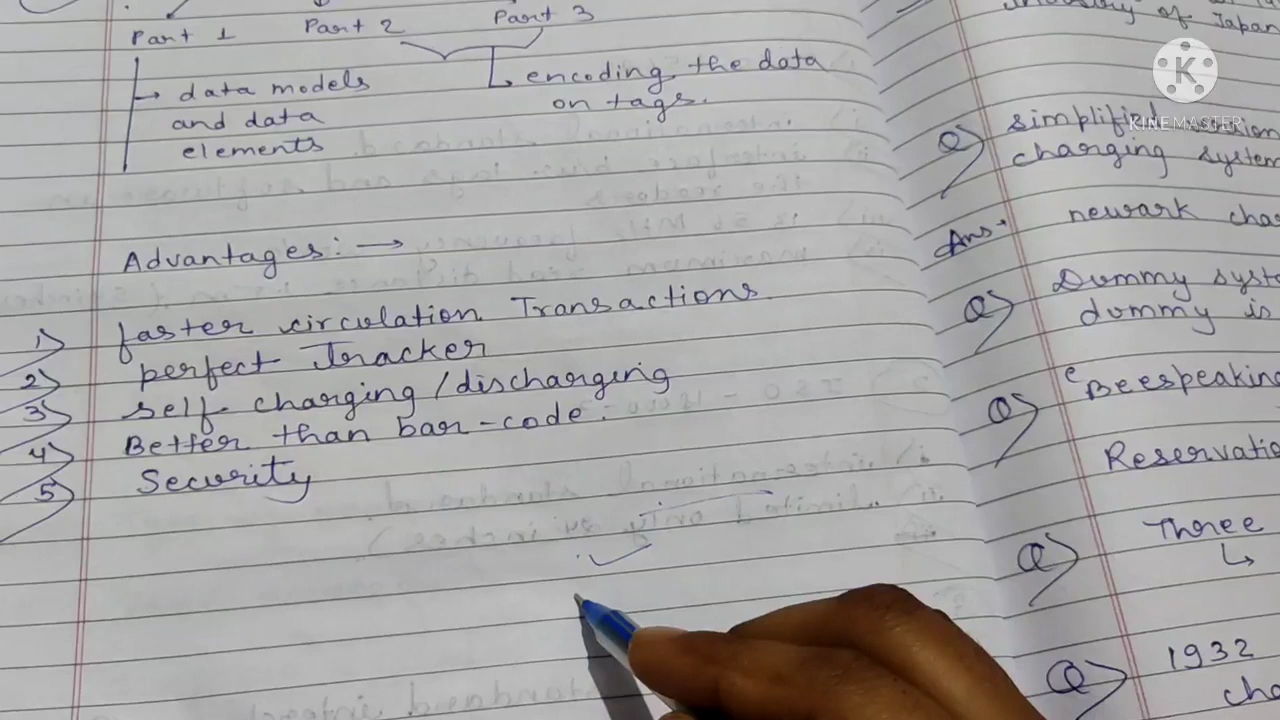 Part 1 Part 2 Part 3
→ data models
and data
elements
encoding the data
on tags.
Advantages: →
1) faster circulation Transactions
2) perfect Tracker
3) self charging / discharging
4) Better than bar-code.
5) Security
of Japan
Q) simplified
charging system
Ans → newark
Q) Dummy
dummy is
Q) Beespeaking
Reservatio
Q) Three
↳
Q) 1932
KINEMASTER